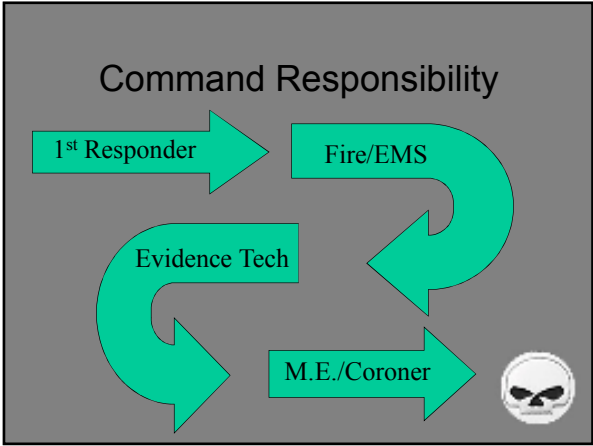 Command Responsibility
1st Responder
Fire/EMS
Evidence Tech
M.E./Coroner